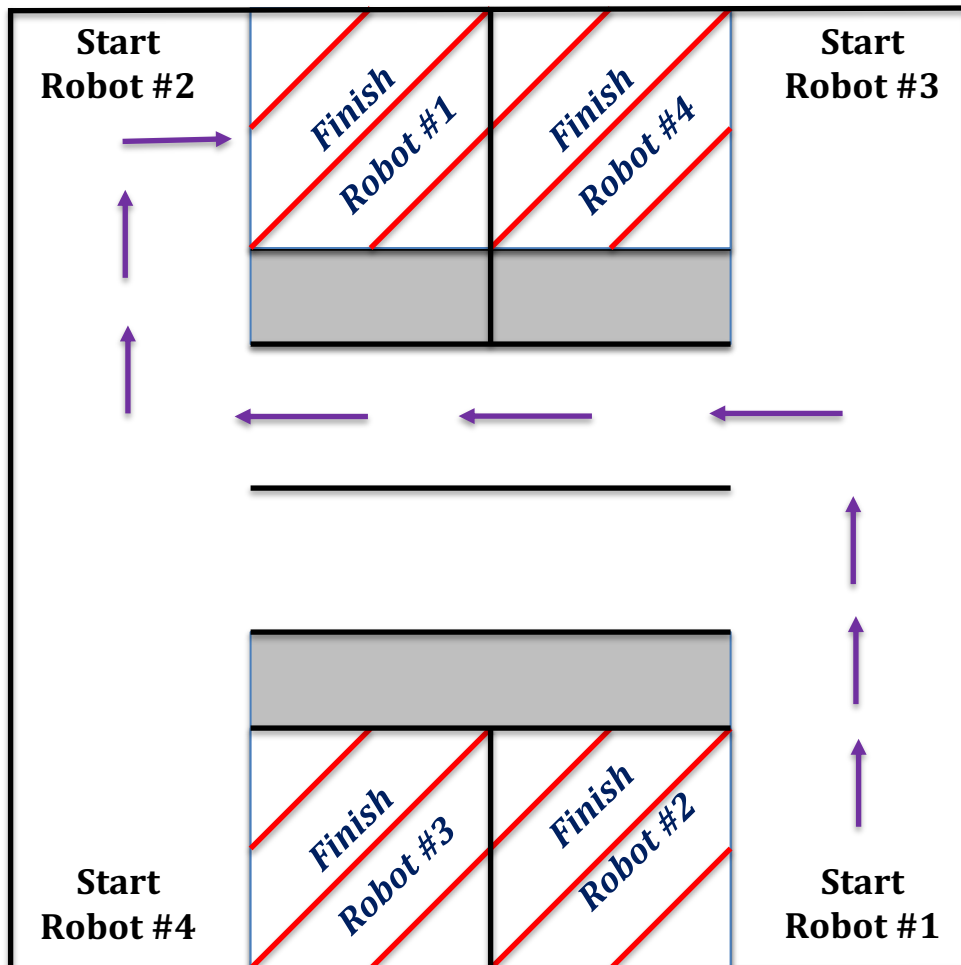 Start
Robot #2
Finish
Robot #1
Finish
Robot #4
Start
Robot #3
Start
Robot #4
Finish
Robot #3
Finish
Robot #2
Start
Robot #1